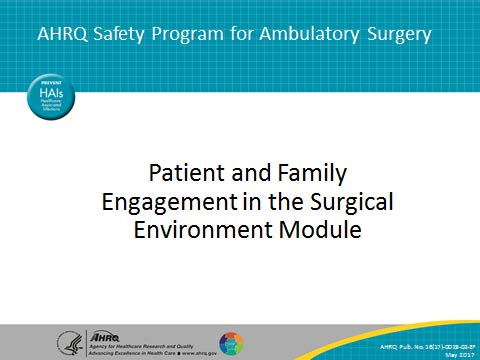 AHRQ Safety Program for Ambulatory Surgery
PREVENT
HAIs
Healthcare
Associated
Infections
Patient and Family
Engagement in the Surgical
Environment Module
AHRQ
Agency for Healthcare Research and Quality
Advancing Excellence in Health Care ■ www.ahrq.gov
AHRQ Pub. No. 16(17)-0019-03-EF
May 2017